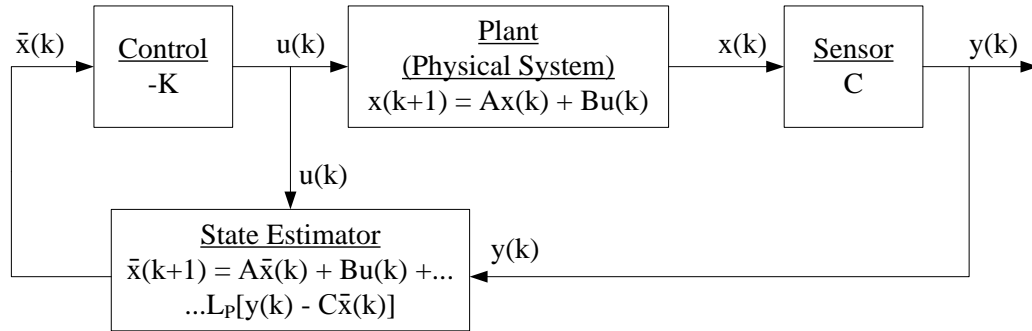 x̄(k)
Control
-K
u(k)
Plant
(Physical System)
x(k+1) = Ax(k) + Bu(k)
x(k)
Sensor
C
y(k)
u(k)
State Estimator
x̄(k+1) = Ax̄(k) + Bu(k) +...
...L_P[y(k) - Cx̄(k)]
y(k)